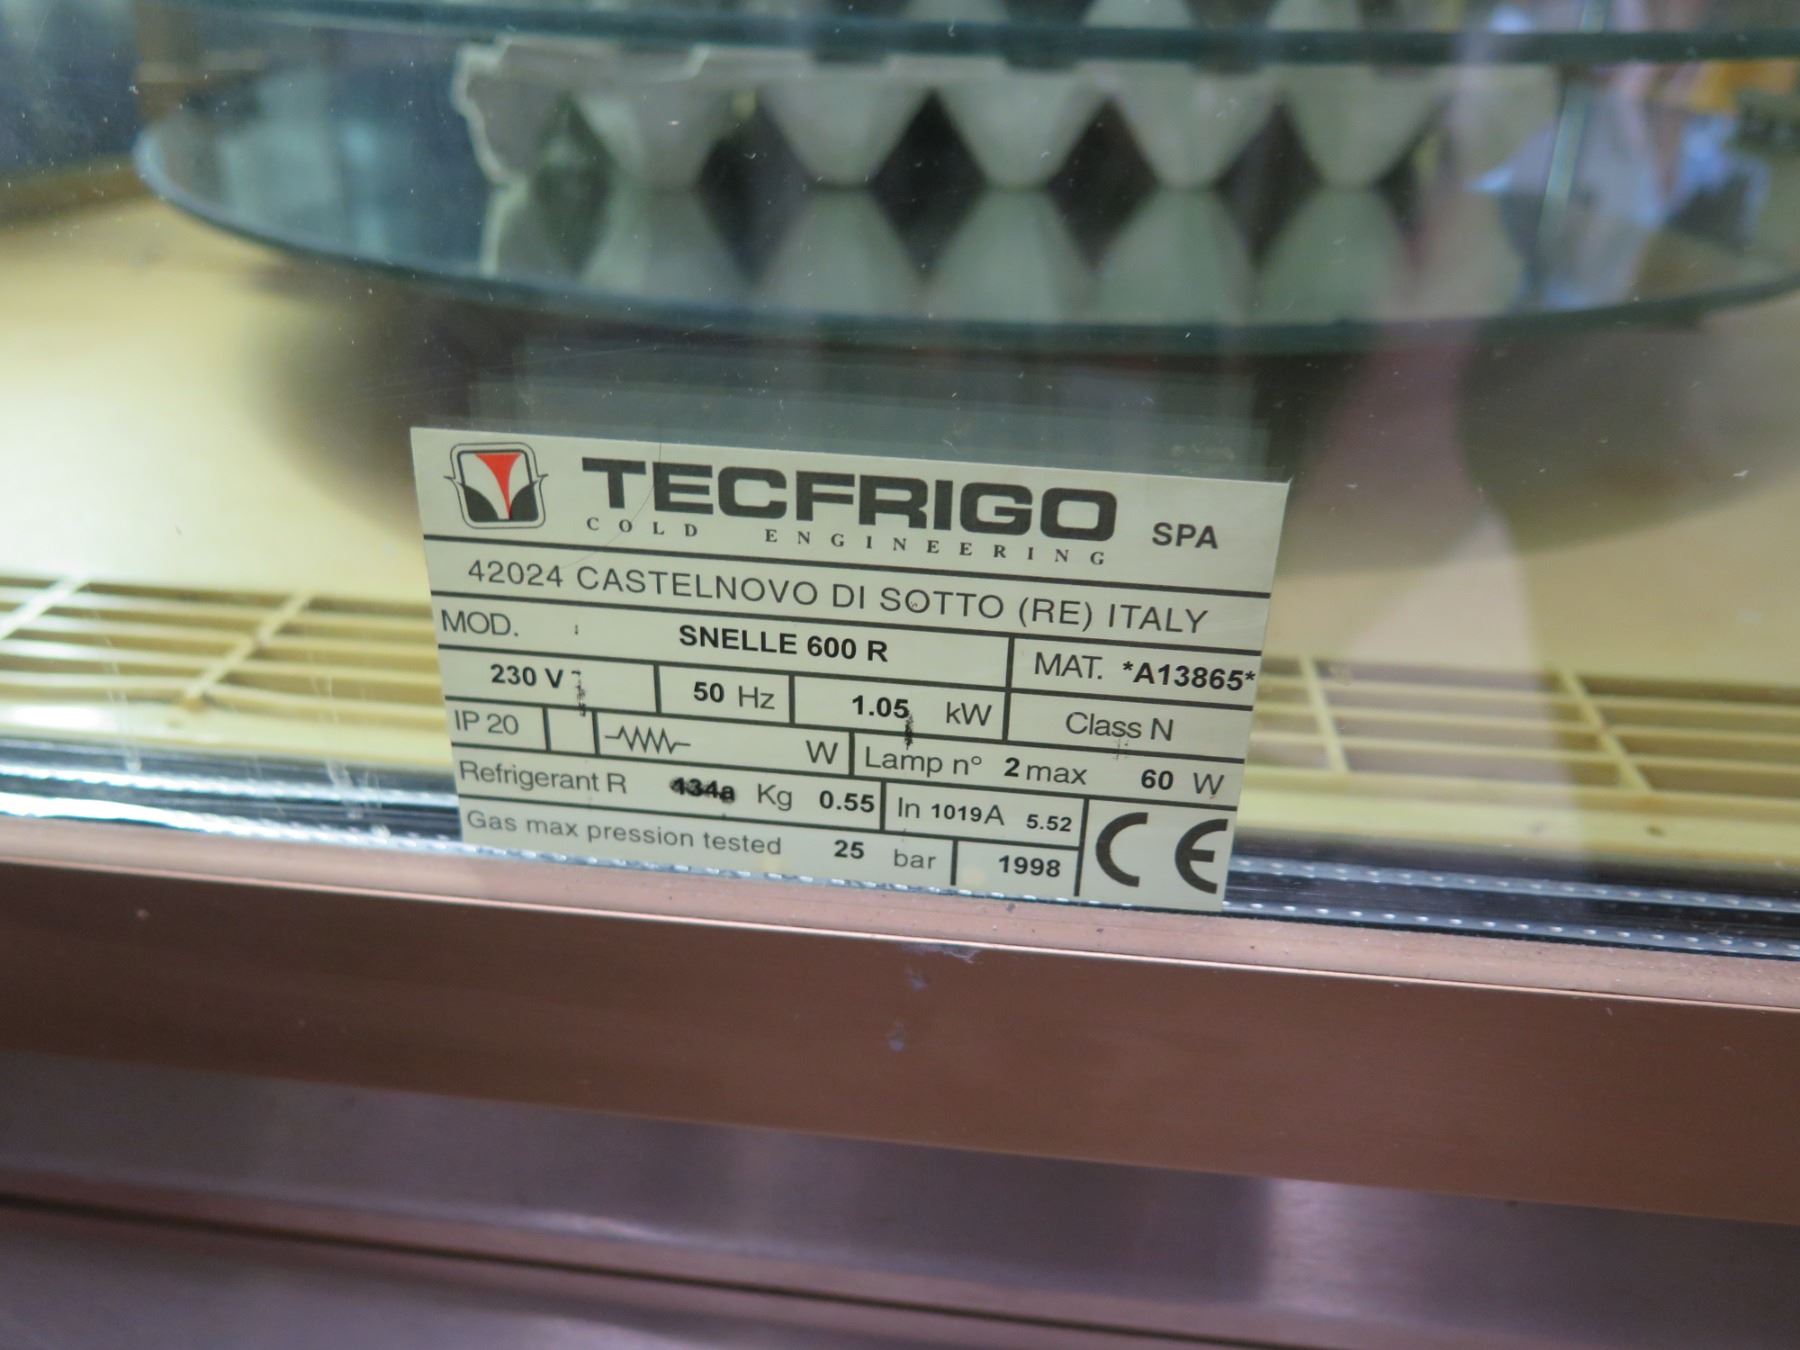 TECFRIGO SPA
COLD ENGINEERING
42024 CASTELNOVO DI SOTTO (RE) ITALY
MOD. SNELLE 600 R MAT. *A13865*
230 V~ 50 Hz 1.05 kW Class N
IP 20 W Lamp n° 2 max 60 W
Refrigerant R 134a Kg 0.55 In 1019 A 5.52
Gas max pression tested 25 bar 1998 CE